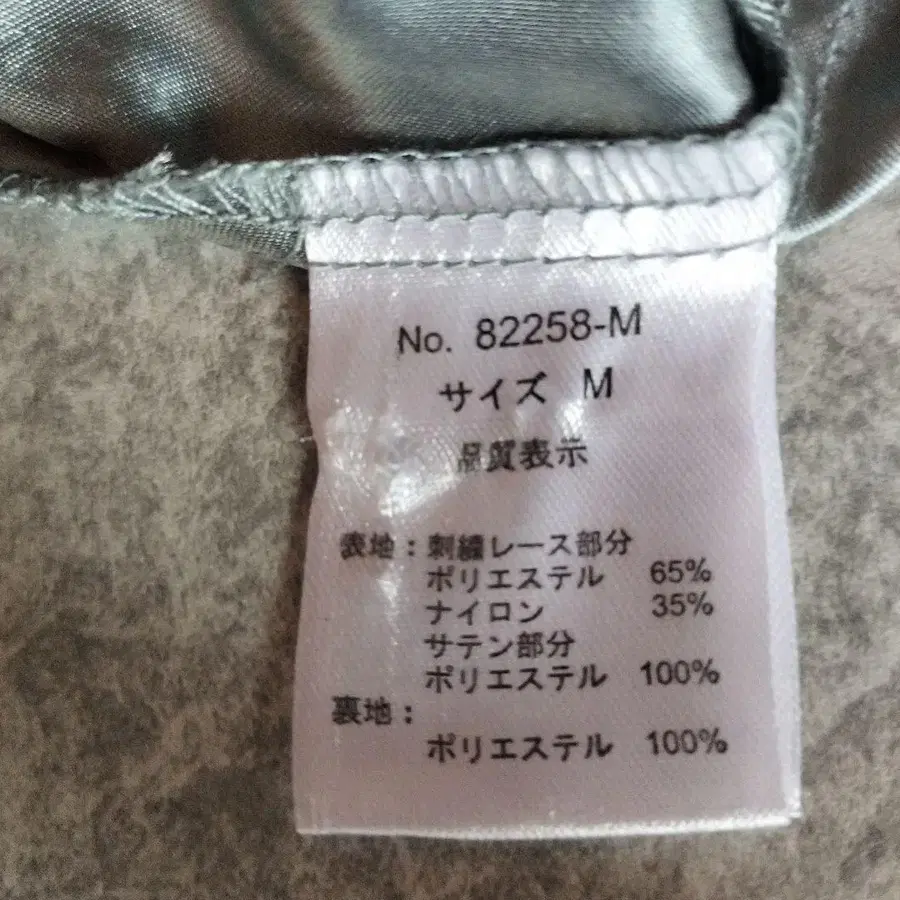 No. 82258-M
サイズ M
品質表示
表地：刺繍レース部分
ポリエステル 65%
ナイロン 35%
サテン部分
ポリエステル 100%
裏地：
ポリエステル 100%